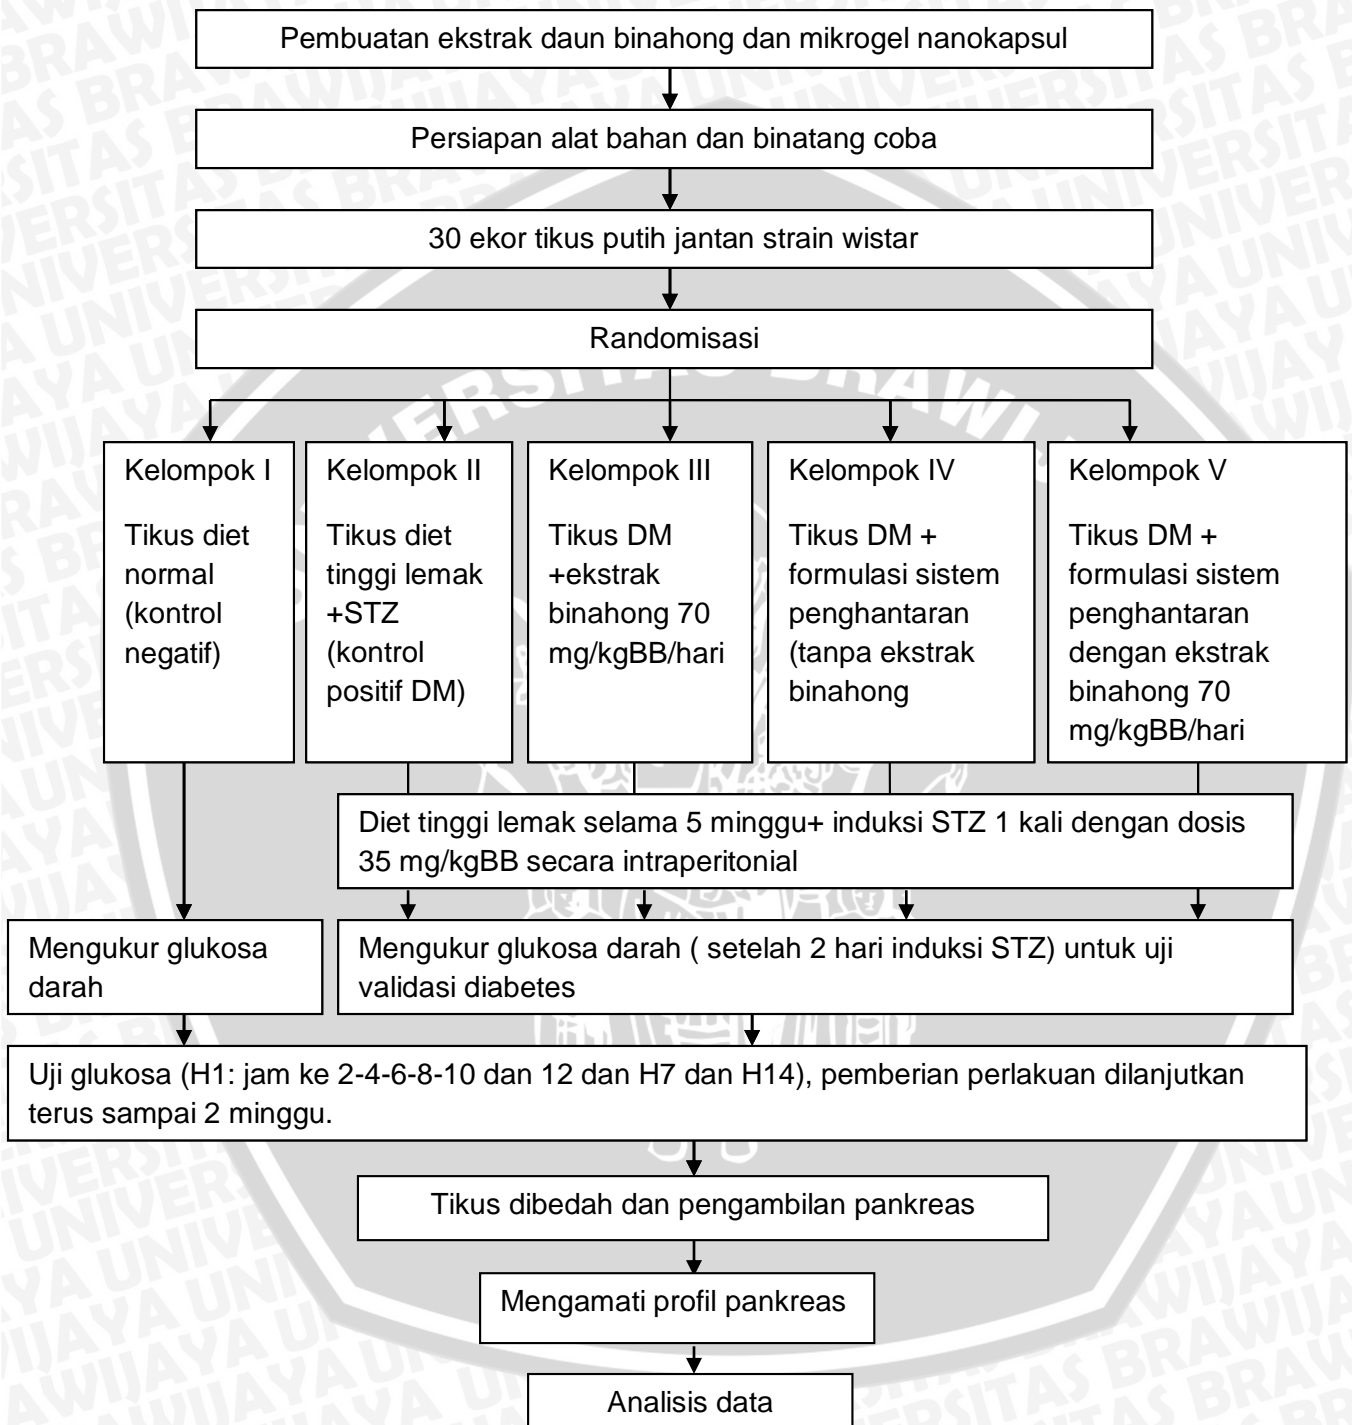 Pembuatan ekstrak daun binahong dan mikrogel nanokapsul
Persiapan alat bahan dan binatang coba
30 ekor tikus putih jantan strain wistar
Randomisasi
Kelompok I
Tikus diet
normal
(kontrol
negatif)
Kelompok II
Tikus diet
tinggi lemak
+STZ
(kontrol
positif DM)
Kelompok III
Tikus DM
+ekstrak
binahong 70
mg/kgBB/hari
Kelompok IV
Tikus DM +
formulasi sistem
penghantaran
(tanpa ekstrak
binahong
Kelompok V
Tikus DM +
formulasi sistem
penghantaran
dengan ekstrak
binahong 70
mg/kgBB/hari
Diet tinggi lemak selama 5 minggu+ induksi STZ 1 kali dengan dosis
35 mg/kgBB secara intraperitonial
Mengukur glukosa
darah
Mengukur glukosa darah ( setelah 2 hari induksi STZ) untuk uji
validasi diabetes
Uji glukosa (H1: jam ke 2-4-6-8-10 dan 12 dan H7 dan H14), pemberian perlakuan dilanjutkan
terus sampai 2 minggu.
Tikus dibedah dan pengambilan pankreas
Mengamati profil pankreas
Analisis data